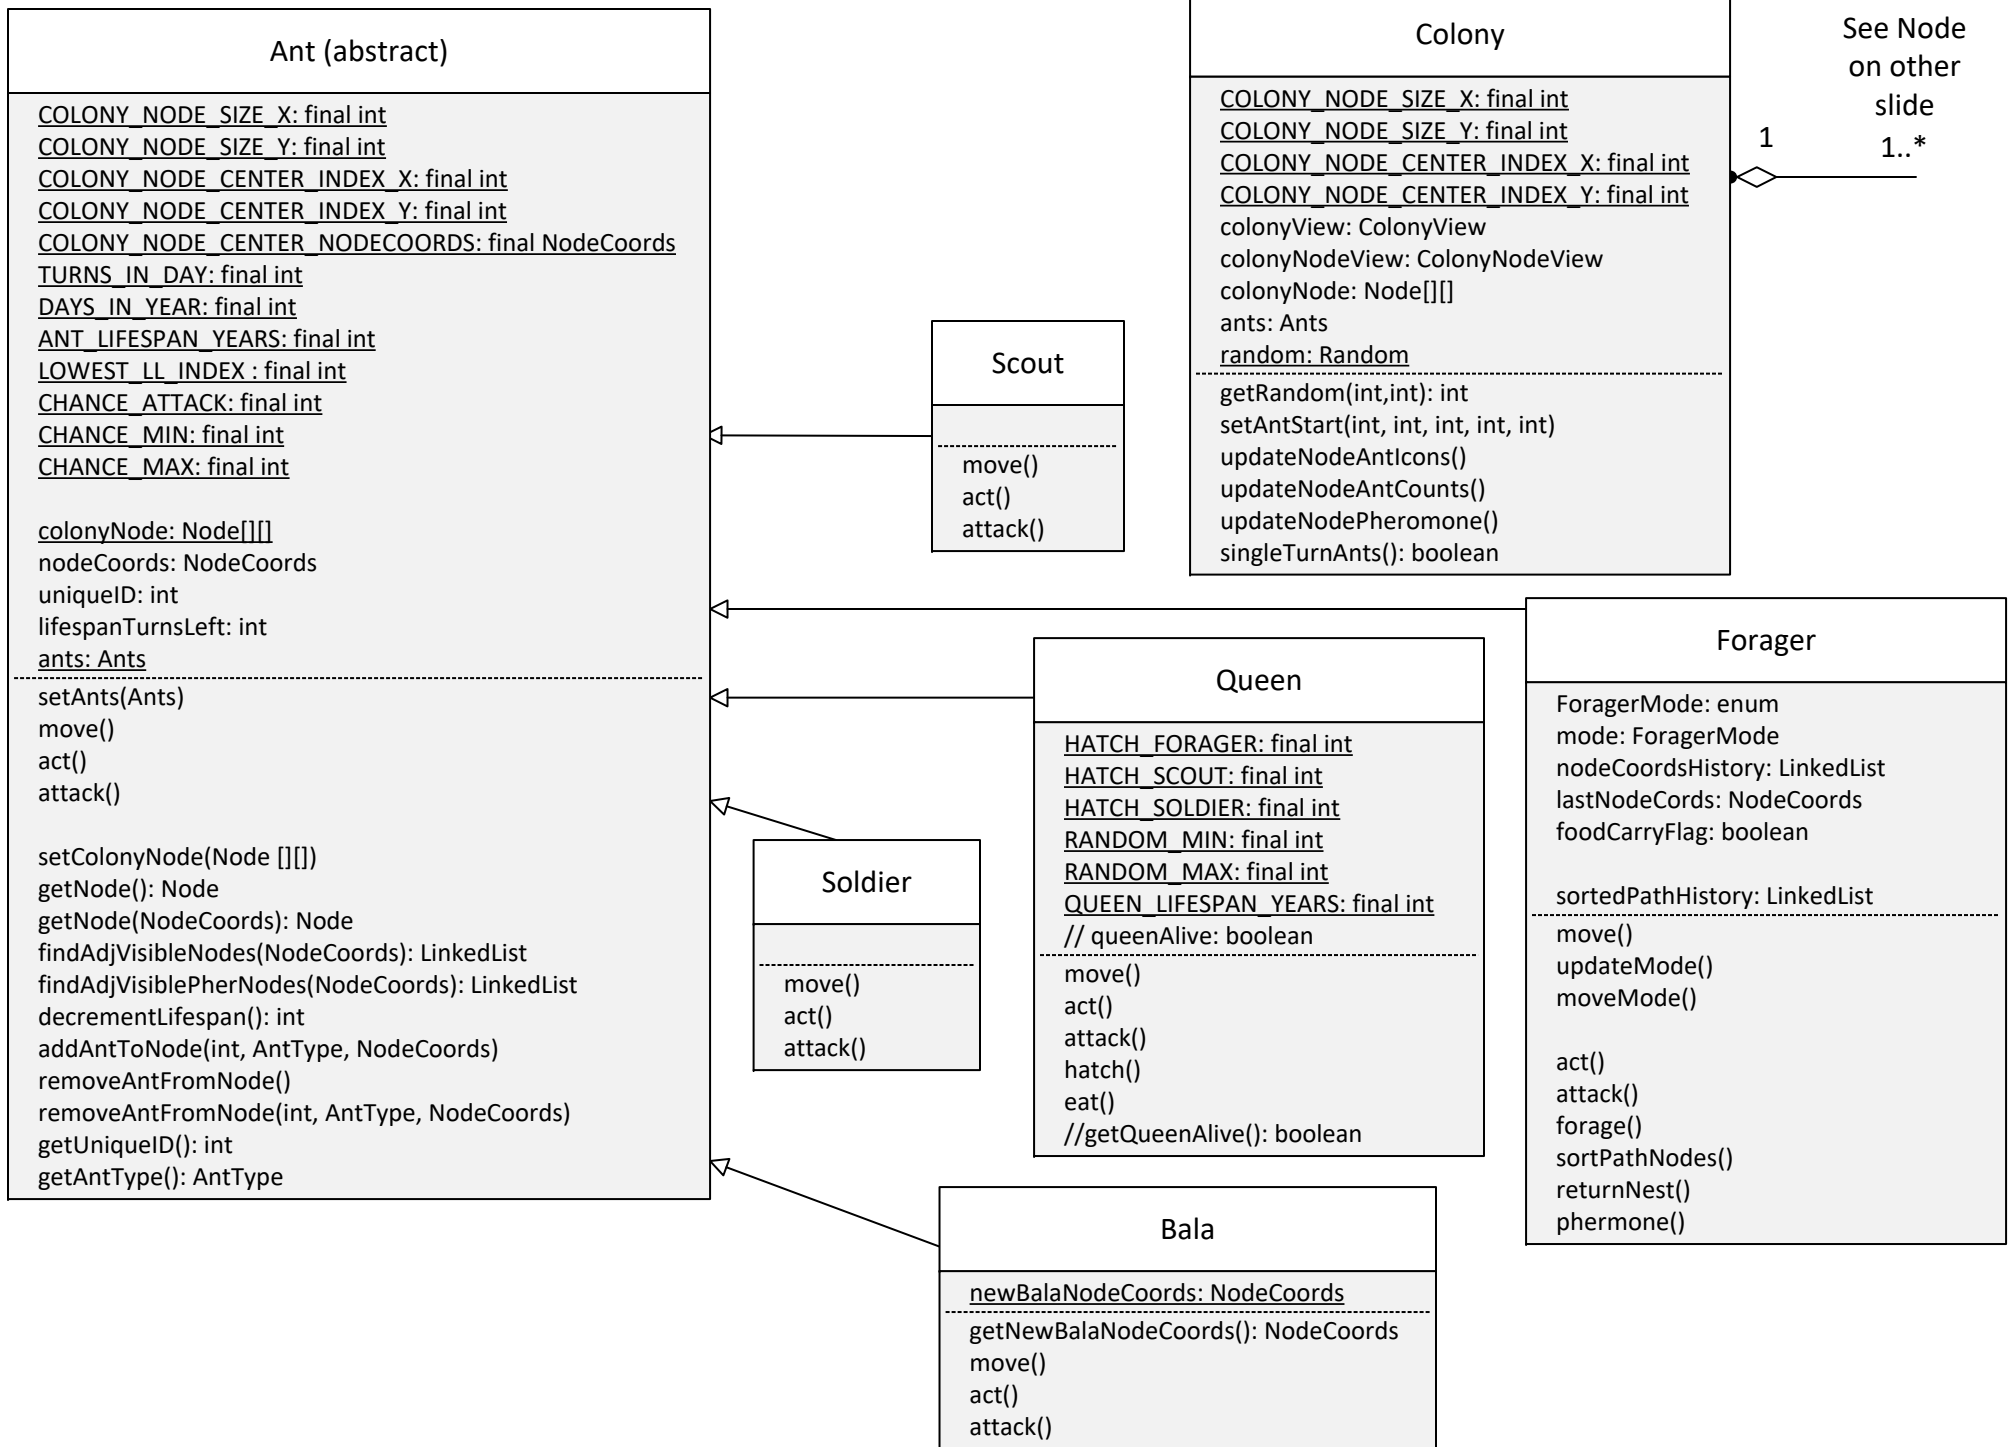 Ant (abstract)
COLONY_NODE_SIZE_X: final int
COLONY_NODE_SIZE_Y: final int
COLONY_NODE_CENTER_INDEX_X: final int
COLONY_NODE_CENTER_INDEX_Y: final int
COLONY_NODE_CENTER_NODECOORDS: final NodeCoords
TURNS_IN_DAY: final int
DAYS_IN_YEAR: final int
ANT_LIFESPAN_YEARS: final int
LOWEST_LL_INDEX : final int
CHANCE_ATTACK: final int
CHANCE_MIN: final int
CHANCE_MAX: final int
colonyNode: Node[][]
nodeCoords: NodeCoords
uniqueID: int
lifespanTurnsLeft: int
ants: Ants
setAnts(Ants)
move()
act()
attack()
setColonyNode(Node [][])
getNode(): Node
getNode(NodeCoords): Node
findAdjVisibleNodes(NodeCoords): LinkedList
findAdjVisiblePherNodes(NodeCoords): LinkedList
decrementLifespan(): int
addAntToNode(int, AntType, NodeCoords)
removeAntFromNode()
removeAntFromNode(int, AntType, NodeCoords)
getUniqueID(): int
getAntType(): AntType
Scout
move()
act()
attack()
Colony
COLONY_NODE_SIZE_X: final int
COLONY_NODE_SIZE_Y: final int
COLONY_NODE_CENTER_INDEX_X: final int
COLONY_NODE_CENTER_INDEX_Y: final int
colonyView: ColonyView
colonyNodeView: ColonyNodeView
colonyNode: Node[][]
ants: Ants
random: Random
getRandom(int,int): int
setAntStart(int, int, int, int, int)
updateNodeAntIcons()
updateNodeAntCounts()
updateNodePheromone()
singleTurnAnts(): boolean
See Node
on other
slide
1
1..*
Soldier
move()
act()
attack()
Queen
HATCH_FORAGER: final int
HATCH_SCOUT: final int
HATCH_SOLDIER: final int
RANDOM_MIN: final int
RANDOM_MAX: final int
QUEEN_LIFESPAN_YEARS: final int
// queenAlive: boolean
move()
act()
attack()
hatch()
eat()
//getQueenAlive(): boolean
Forager
ForagerMode: enum
mode: ForagerMode
nodeCoordsHistory: LinkedList
lastNodeCords: NodeCoords
foodCarryFlag: boolean
sortedPathHistory: LinkedList
move()
updateMode()
moveMode()
act()
attack()
forage()
sortPathNodes()
returnNest()
phermone()
Bala
newBalaNodeCoords: NodeCoords
getNewBalaNodeCoords(): NodeCoords
move()
act()
attack()